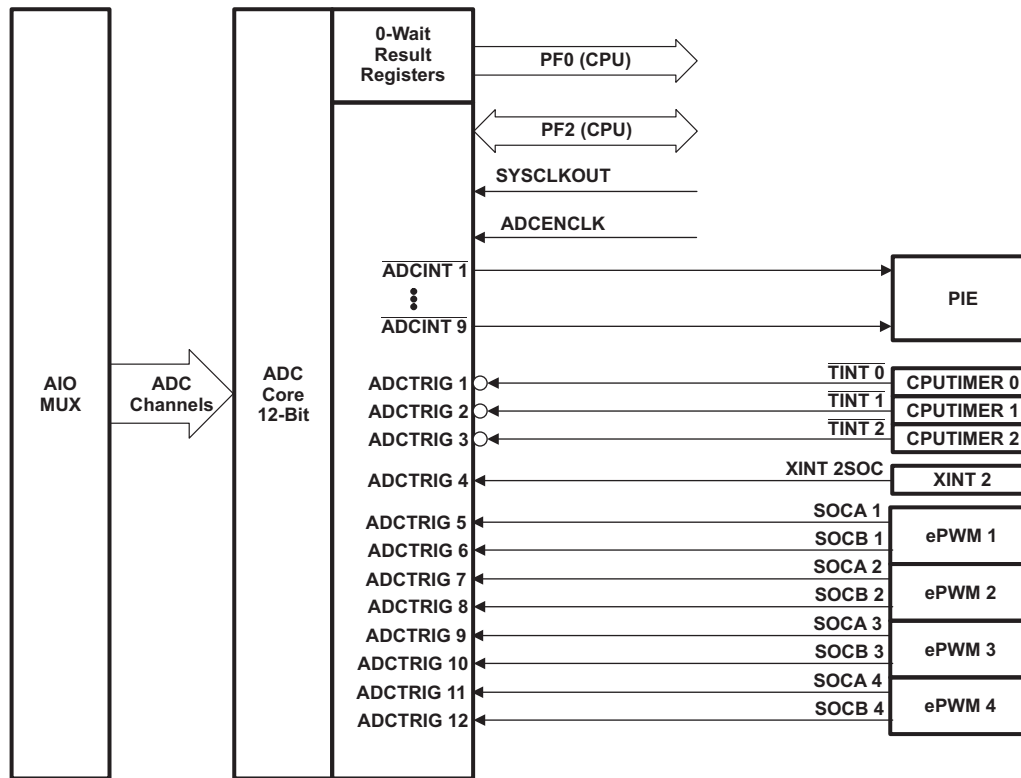 0-Wait
Result
Registers
PF0 (CPU)
PF2 (CPU)
SYSCLKOUT
ADCENCLK
ADCINT 1
ADCINT 9
PIE
AIO
MUX
ADC
Channels
ADC
Core
12-Bit
ADCTRIG 1
TINT 0
CPUTIMER 0
ADCTRIG 2
TINT 1
CPUTIMER 1
ADCTRIG 3
TINT 2
CPUTIMER 2
ADCTRIG 4
XINT 2SOC
XINT 2
ADCTRIG 5
SOCA 1
ePWM 1
ADCTRIG 6
SOCB 1
ADCTRIG 7
SOCA 2
ePWM 2
ADCTRIG 8
SOCB 2
ADCTRIG 9
SOCA 3
ePWM 3
ADCTRIG 10
SOCB 3
ADCTRIG 11
SOCA 4
ePWM 4
ADCTRIG 12
SOCB 4